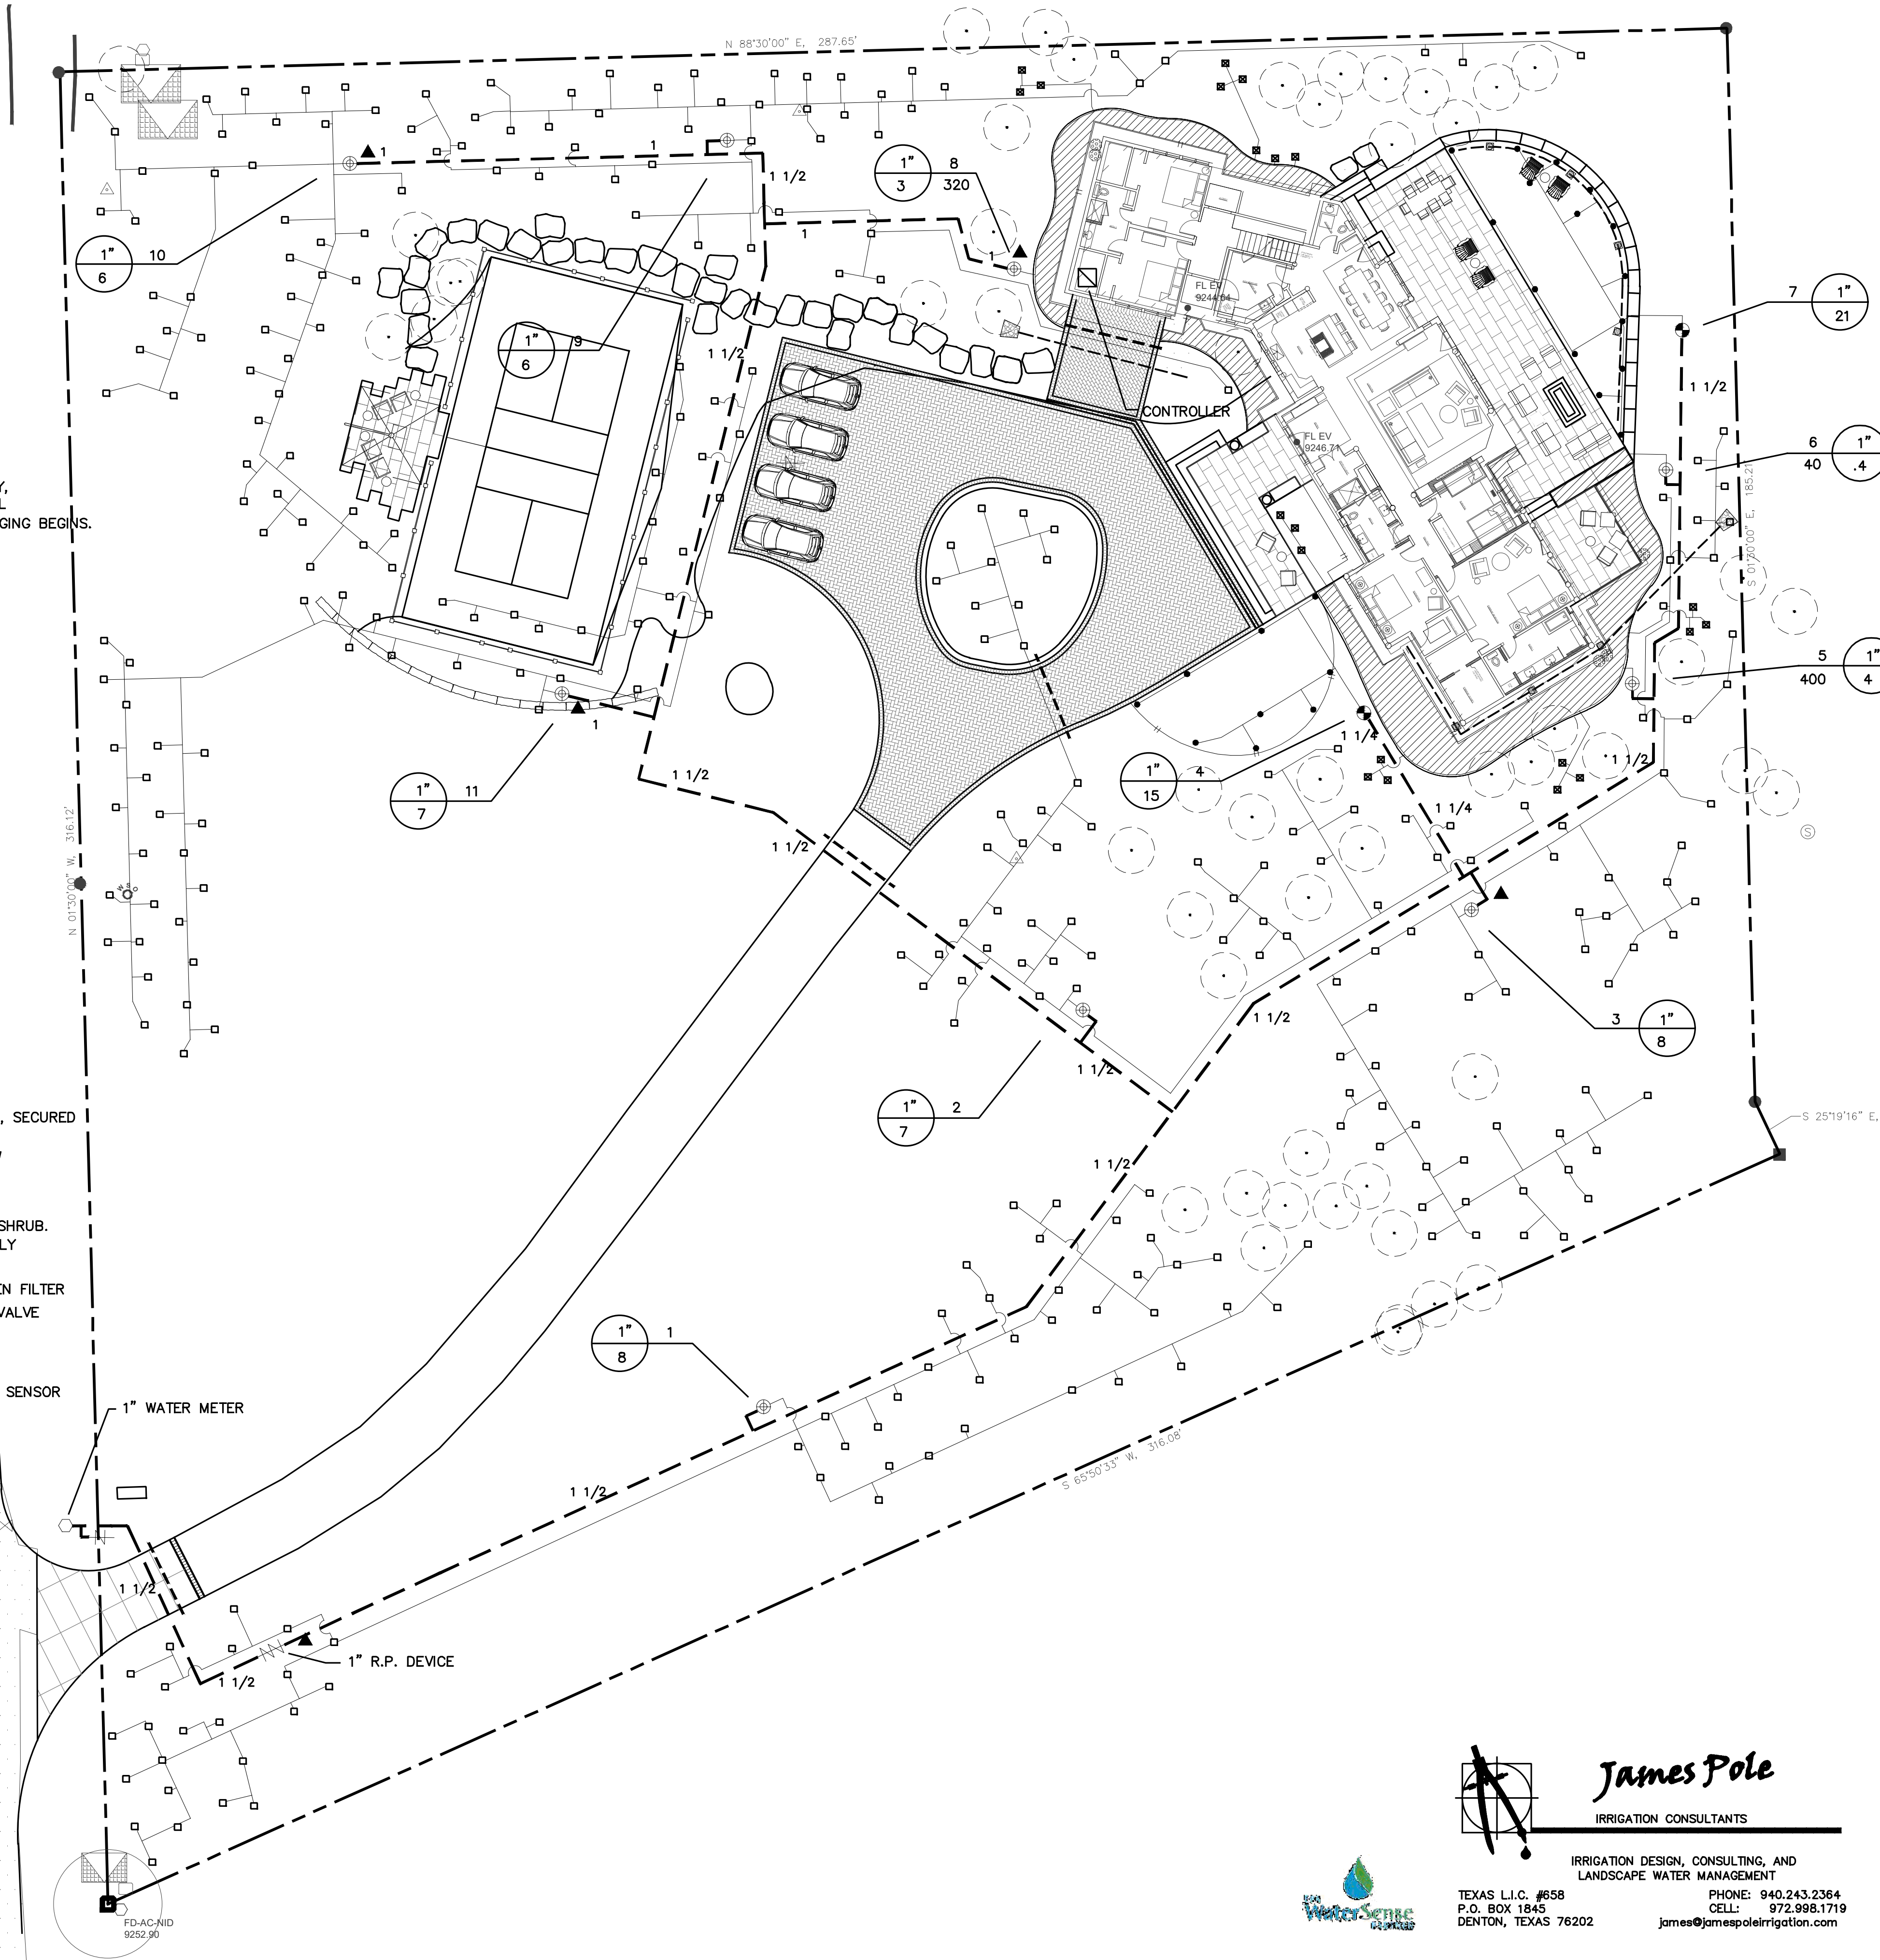 N 88°30'00" E, 287.65'
1
1
1 1/2
1"
3
8
320
1"
6
10
1
1
FL EV
9244.04
7
1"
21
1"
6
9
1 1/2
1 1/2
CONTROLLER
FL EV
9246.71
6
40
1"
.4
S 01°30'00" E, 185.21'
Y,
L
GING BEGINS.
5
400
1"
4
1
1 1/4
1 1/2
1"
4
15
1 1/2
1"
7
11
N 01°30'00" W, 316.12'
1 1/4
1 1/2
S
W S O
1 1/2
3
1"
8
1 1/2
1"
7
2
, SECURED
S 25°19'16" E,
1 1/2
SHRUB.
LY
EN FILTER
VALVE
1"
8
1
SENSOR
1" WATER METER
S 65°50'33" W, 316.08'
1 1/2
1 1/2
1" R.P. DEVICE
1 1/2
James Pole
IRRIGATION CONSULTANTS
IRRIGATION DESIGN, CONSULTING, AND
LANDSCAPE WATER MANAGEMENT
TEXAS L.I.C. #658
P.O. BOX 1845
DENTON, TEXAS 76202
PHONE: 940.243.2364
CELL: 972.998.1719
james@jamespoleirrigation.com
WaterSense
FD-AC-NID
9252.90